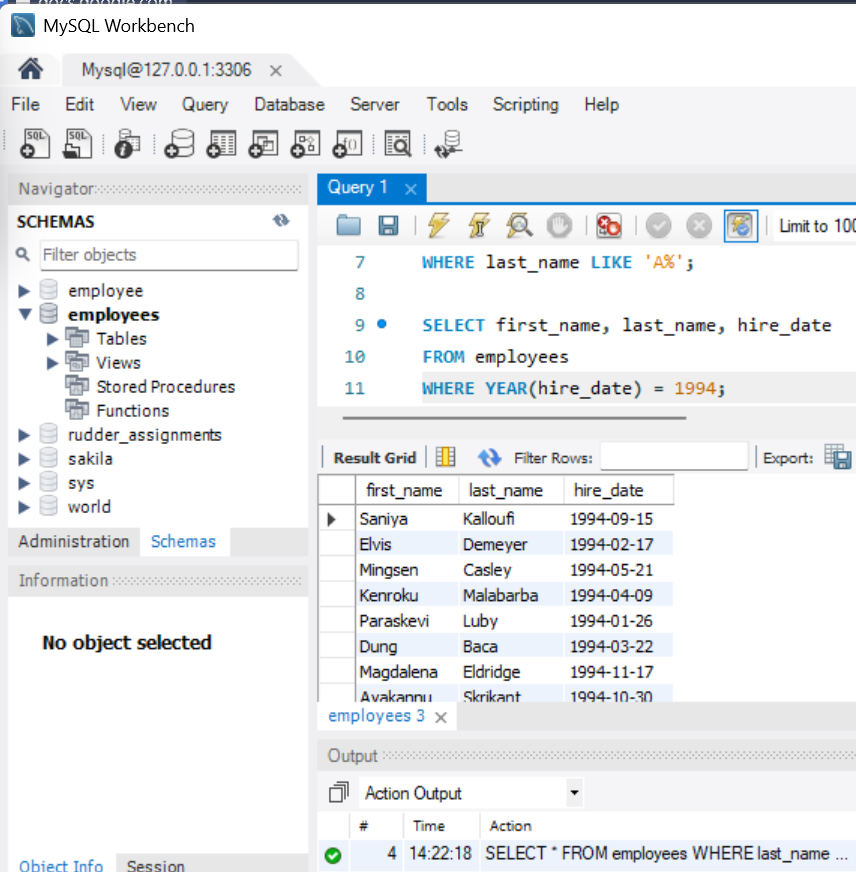 docs.google.com
MySQL Workbench
Mysql@127.0.0.1:3306
File Edit View Query Database Server Tools Scripting Help
Navigator
SCHEMAS
Filter objects
employee
employees
Tables
Views
Stored Procedures
Functions
rudder_assignments
sakila
sys
world
Administration Schemas
Information
No object selected
Object Info Session
Query 1
Limit to 100
7 WHERE last_name LIKE 'A%';
8
9 SELECT first_name, last_name, hire_date
10 FROM employees
11 WHERE YEAR(hire_date) = 1994;
Result Grid Filter Rows: Export:
first_name last_name hire_date
Saniya Kalloufi 1994-09-15
Elvis Demeyer 1994-02-17
Mingsen Casley 1994-05-21
Kenroku Malabarba 1994-04-09
Paraskevi Luby 1994-01-26
Dung Baca 1994-03-22
Magdalena Eldridge 1994-11-17
Ayakannu Skrikant 1994-10-30
employees 3
Output
Action Output
# Time Action
4 14:22:18 SELECT * FROM employees WHERE last_name ...